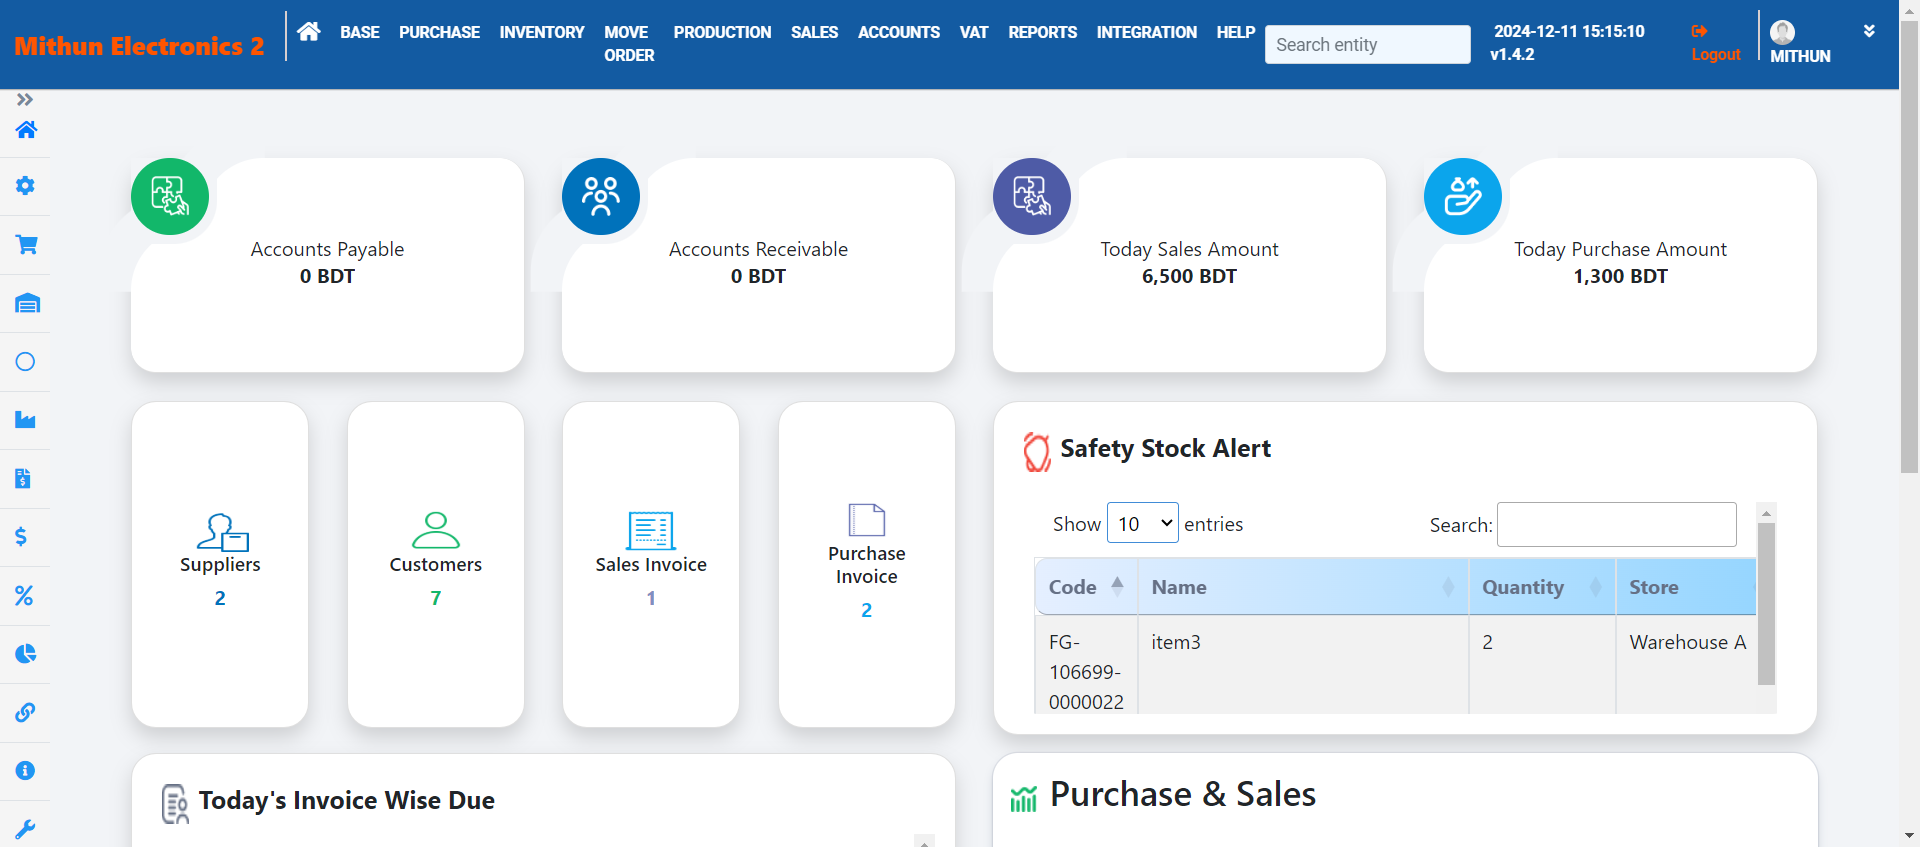 Mithun Electronics 2
BASE PURCHASE INVENTORY MOVE ORDER PRODUCTION SALES ACCOUNTS VAT REPORTS INTEGRATION HELP
Search entity
2024-12-11 15:15:10
v1.4.2
Logout
MITHUN
Accounts Payable
0 BDT
Accounts Receivable
0 BDT
Today Sales Amount
6,500 BDT
Today Purchase Amount
1,300 BDT
Suppliers
2
Customers
7
Sales Invoice
1
Purchase
Invoice
2
Safety Stock Alert
Show 10 entries
Search:
Code Name Quantity Store
FG-
106699-
0000022
item3
2
Warehouse A
Today's Invoice Wise Due
Purchase & Sales